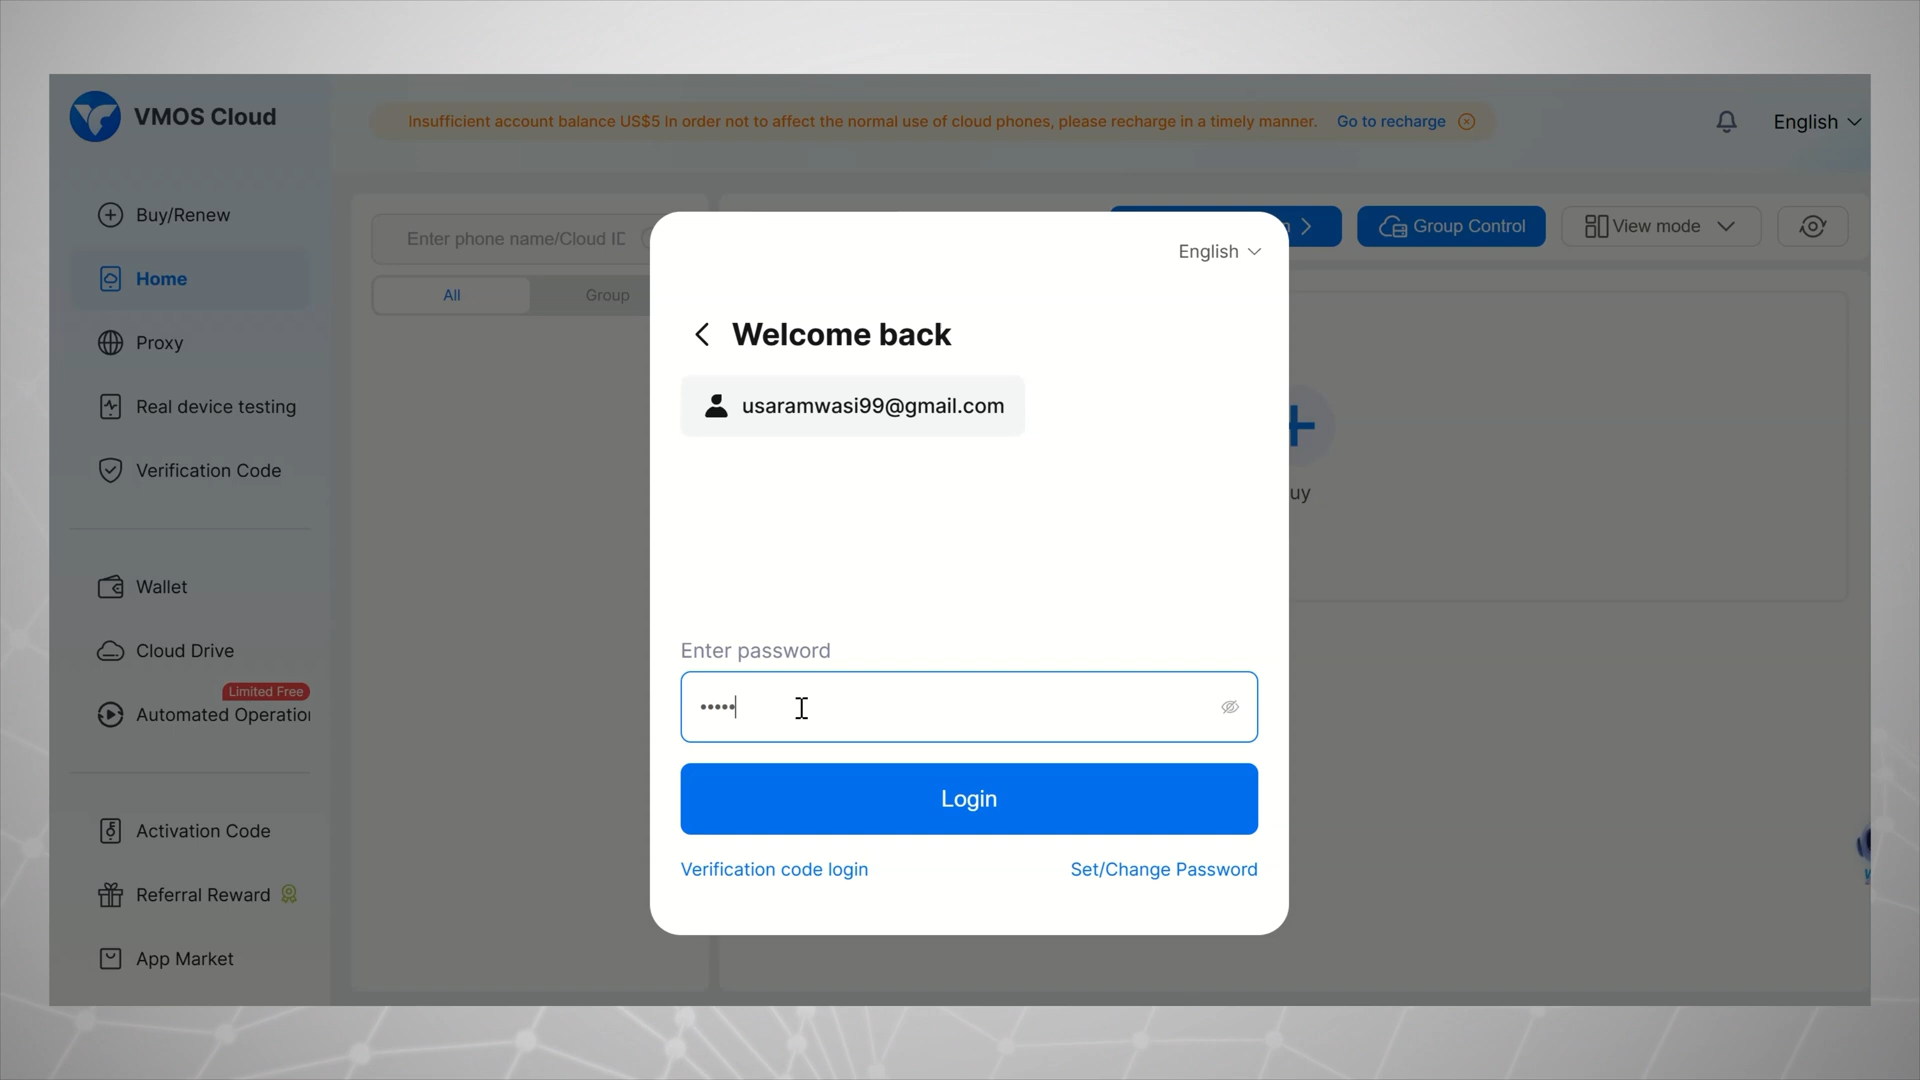 VMOS Cloud
Insufficient account balance US$5 In order not to affect the normal use of cloud phones, please recharge in a timely manner. Go to recharge
English
Buy/Renew
Home
Proxy
Real device testing
Verification Code
Wallet
Cloud Drive
Limited Free
Automated Operation
Activation Code
Referral Reward
App Market
Enter phone name/Cloud ID
All
Group
Group Control
View mode
uy
English
Welcome back
usaramwasi99@gmail.com
Enter password
•••••
Login
Verification code login
Set/Change Password